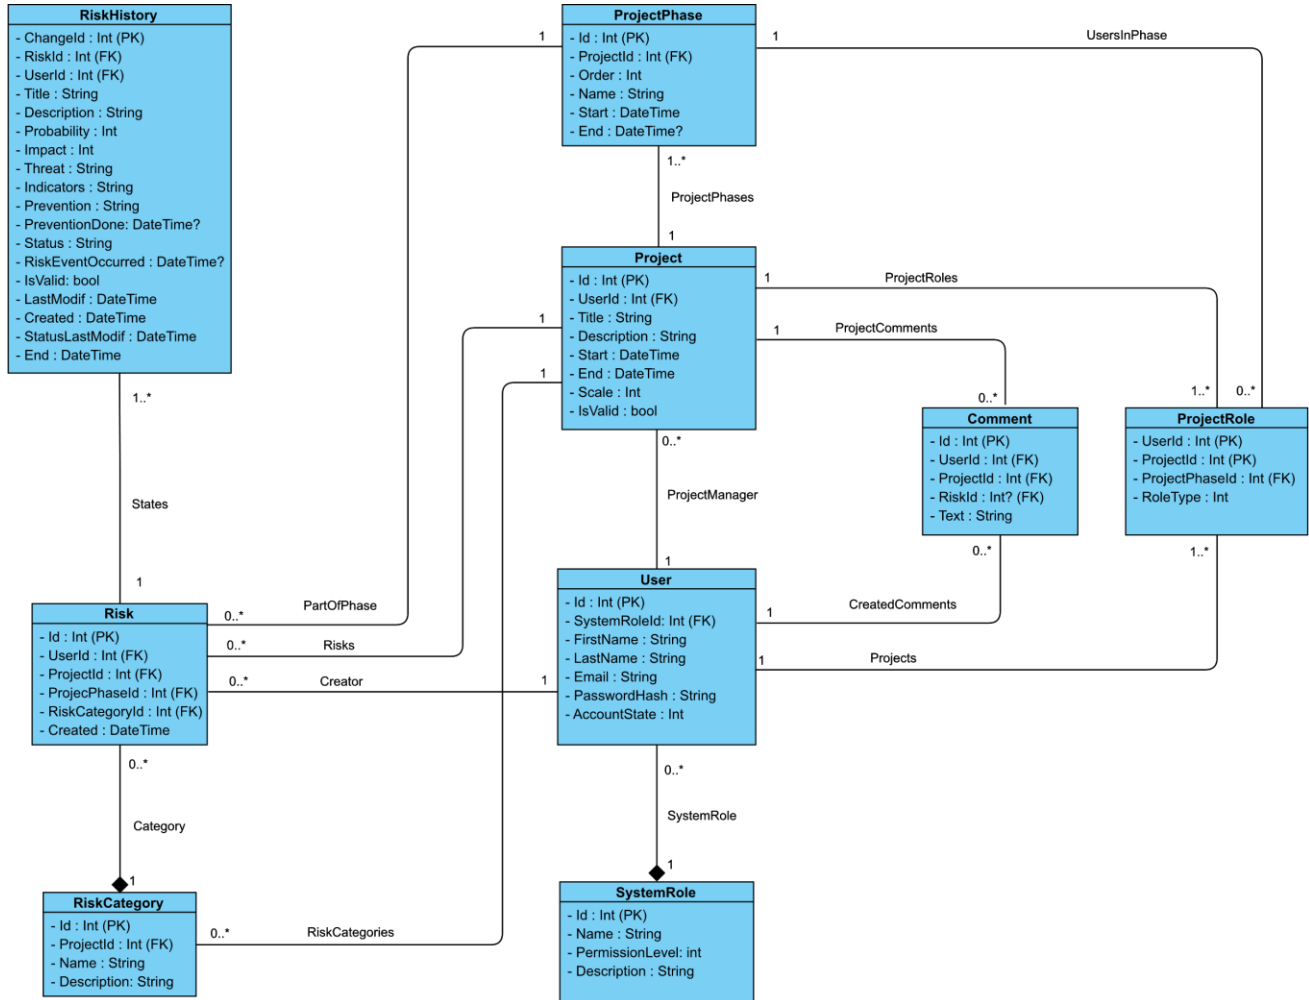 RiskHistory
- ChangeId : Int (PK)
- RiskId : Int (FK)
- UserId : Int (FK)
- Title : String
- Description : String
- Probability : Int
- Impact : Int
- Threat : String
- Indicators : String
- Prevention : String
- PreventionDone: DateTime?
- Status : String
- RiskEventOccurred : DateTime?
- IsValid: bool
- LastModif : DateTime
- Created : DateTime
- StatusLastModif : DateTime
- End : DateTime
1..*
States
1
ProjectPhase
- Id : Int (PK)
- ProjectId : Int (FK)
- Order : Int
- Name : String
- Start : DateTime
- End : DateTime?
1
1
UsersInPhase
1..*
ProjectPhases
1
Project
- Id : Int (PK)
- UserId : Int (FK)
- Title : String
- Description : String
- Start : DateTime
- End : DateTime
- Scale : Int
- IsValid : bool
1
1
1
ProjectRoles
1
ProjectComments
0..*
1..*
0..*
0..*
ProjectManager
1
Comment
- Id : Int (PK)
- UserId : Int (FK)
- ProjectId : Int (FK)
- RiskId : Int? (FK)
- Text : String
0..*
ProjectRole
- UserId : Int (PK)
- ProjectId : Int (PK)
- ProjectPhaseId : Int (FK)
- RoleType : Int
1..*
Risk
- Id : Int (PK)
- UserId : Int (FK)
- ProjectId : Int (FK)
- ProjecPhaseId : Int (FK)
- RiskCategoryId : Int (FK)
- Created : DateTime
0..*
PartOfPhase
0..*
Risks
0..*
Creator
1
User
- Id : Int (PK)
- SystemRoleId: Int (FK)
- FirstName : String
- LastName : String
- Email : String
- PasswordHash : String
- AccountState : Int
1
CreatedComments
1
Projects
0..*
Category
1
0..*
SystemRole
1
RiskCategory
- Id : Int (PK)
- ProjectId : Int (FK)
- Name : String
- Description: String
0..*
RiskCategories
SystemRole
- Id : Int (PK)
- Name : String
- PermissionLevel: int
- Description : String